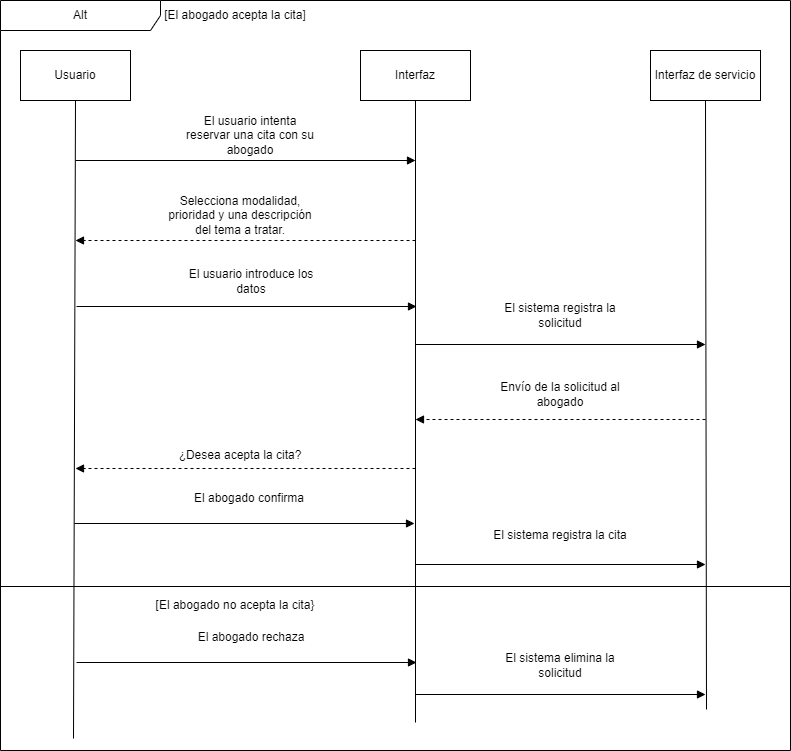 Alt
[El abogado acepta la cita]
Usuario
Interfaz
Interfaz de servicio
El usuario intenta
reservar una cita con su
abogado
Selecciona modalidad,
prioridad y una descripción
del tema a tratar.
El usuario introduce los
datos
El sistema registra la
solicitud
Envío de la solicitud al
abogado
¿Desea acepta la cita?
El abogado confirma
El sistema registra la cita
[El abogado no acepta la cita}
El abogado rechaza
El sistema elimina la
solicitud